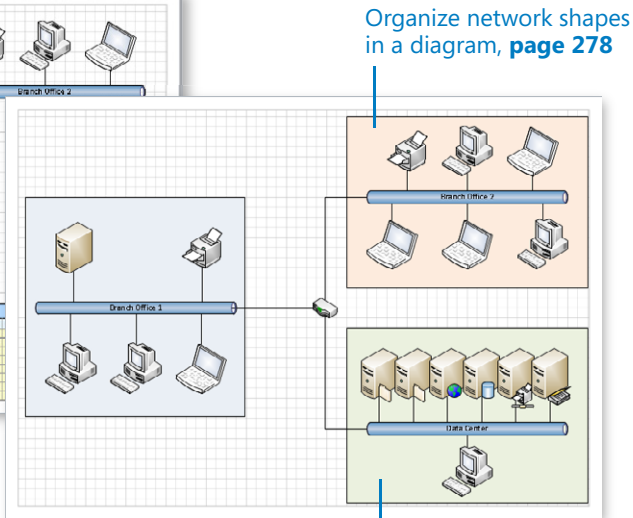 Organize network shapes
in a diagram, page 278
Branch Office 2
Branch Office 2
Branch Office 1
Data Center